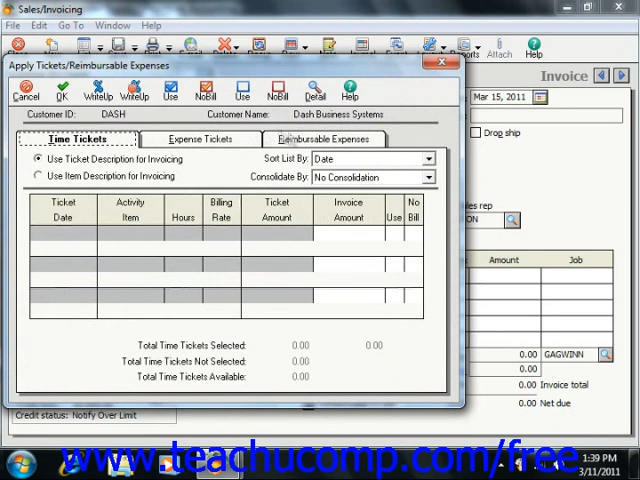 Sales/Invoicing
File Edit Go To Window Help
Attach Help
Apply Tickets/Reimbursable Expenses
Cancel OK WriteUp WriteUp Use NoBill Use NoBill Detail Help
Invoice
Mar 15, 2011
Drop ship
Customer ID: DASH Customer Name: Dash Business Systems
Time Tickets Expense Tickets Reimbursable Expenses
Use Ticket Description for Invoicing Sort List By: Date
Use Item Description for Invoicing Consolidate By: No Consolidation
Ticket Date Activity Item Hours Billing Rate Ticket Amount Invoice Amount Use No Bill
les rep
ON
Amount Job
Total Time Tickets Selected: 0.00 0.00
Total Time Tickets Not Selected: 0.00
Total Time Tickets Available: 0.00
0.00 GAGWINN
0.00 Invoice total
0.00 Net due
Credit status: Notify Over Limit
www.teachucomp.com/free
1:39 PM
3/11/2011